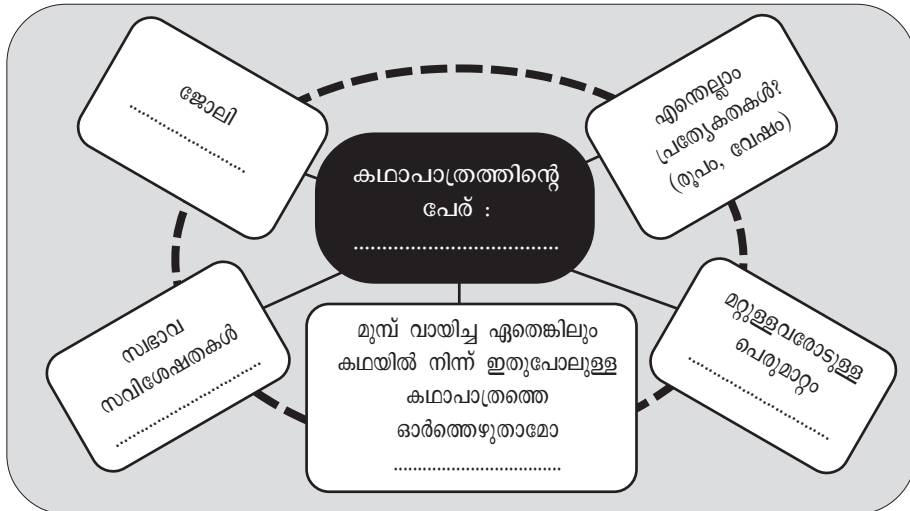 ജോലി
..............................
എന്തെല്ലാം
പ്രത്യേകതകൾ?
(രൂപം, വേഷം)
കഥാപാത്രത്തിന്റെ
പേര് :
....................................
സ്വഭാവ
സവിശേഷതകൾ
..............................
മുമ്പ് വായിച്ച ഏതെങ്കിലും
കഥയിൽ നിന്ന് ഇതുപോലുള്ള
കഥാപാത്രത്തെ
ഓർത്തെഴുതാമോ
..................................
മറ്റുള്ളവരോടുള്ള
പെരുമാറ്റം
..............................